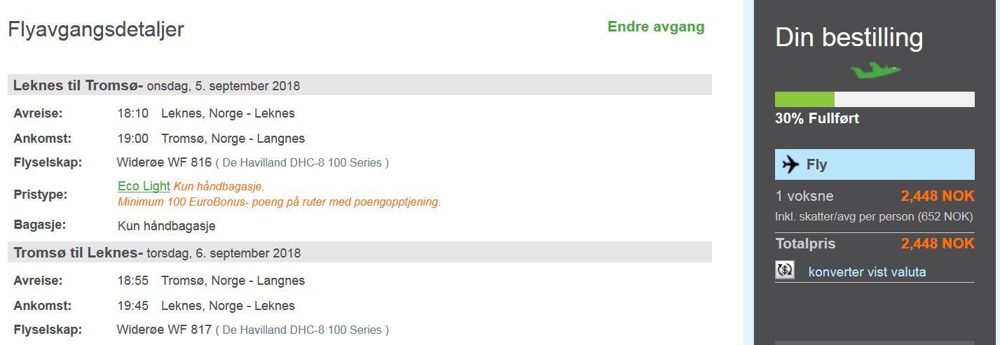 Flyavgangsdetaljer
Endre avgang
Leknes til Tromsø- onsdag, 5. september 2018
Avreise: 18:10 Leknes, Norge - Leknes
Ankomst: 19:00 Tromsø, Norge - Langnes
Flyselskap: Widerøe WF 816 ( De Havilland DHC-8 100 Series )
Pristype: Eco Light Kun håndbagasje.
Minimum 100 EuroBonus- poeng på ruter med poengopptjening.
Bagasje: Kun håndbagasje
Tromsø til Leknes- torsdag, 6. september 2018
Avreise: 18:55 Tromsø, Norge - Langnes
Ankomst: 19:45 Leknes, Norge - Leknes
Flyselskap: Widerøe WF 817 ( De Havilland DHC-8 100 Series )
Din bestilling
30% Fullført
Fly
1 voksne 2,448 NOK
Inkl. skatter/avg per person (652 NOK)
Totalpris 2,448 NOK
konverter vist valuta